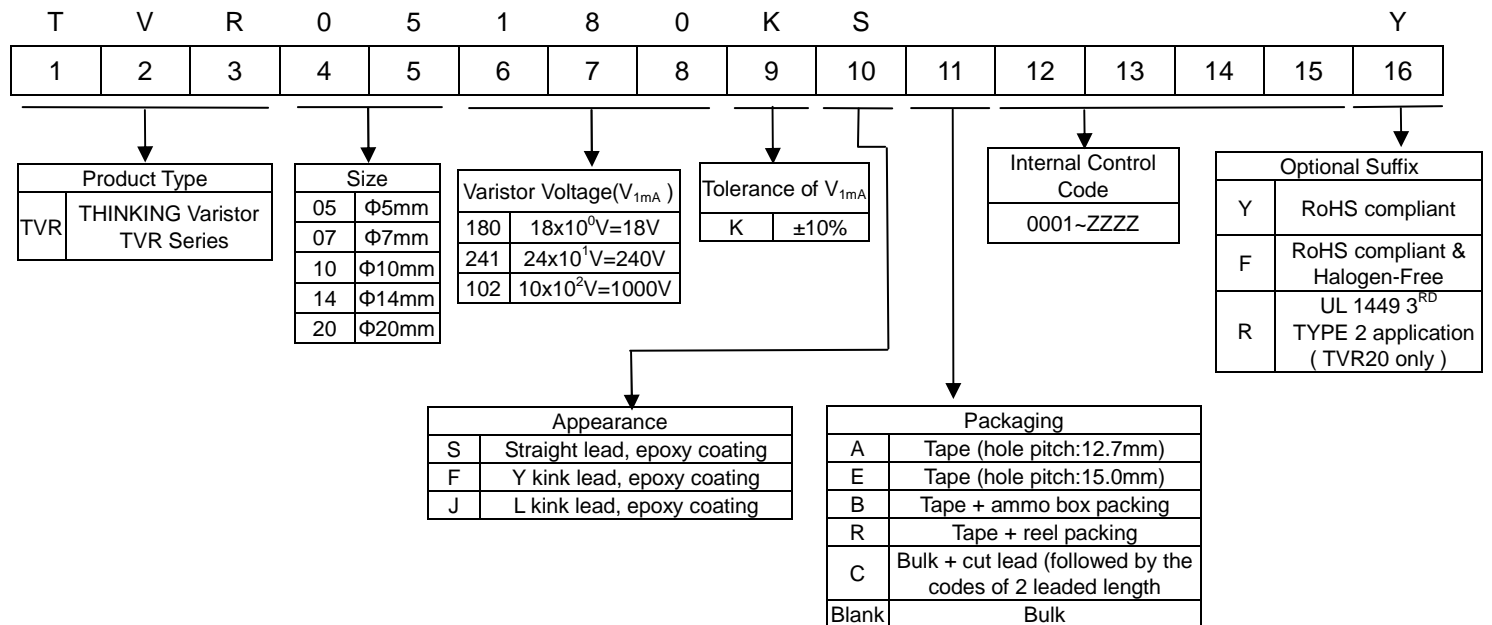 T V R 0 5 1 8 0 K S Y
1 2 3 4 5 6 7 8 9 10 11 12 13 14 15 16
Product Type
TVR THINKING Varistor
TVR Series
Size
05 Φ5mm
07 Φ7mm
10 Φ10mm
14 Φ14mm
20 Φ20mm
Varistor Voltage(V1mA )
180 18x10⁰V=18V
241 24x10¹V=240V
102 10x10²V=1000V
Tolerance of V1mA
K ±10%
Internal Control
Code
0001~ZZZZ
Optional Suffix
Y RoHS compliant
F RoHS compliant &
Halogen-Free
R UL 1449 3RD
TYPE 2 application
( TVR20 only )
Appearance
S Straight lead, epoxy coating
F Y kink lead, epoxy coating
J L kink lead, epoxy coating
Packaging
A Tape (hole pitch:12.7mm)
E Tape (hole pitch:15.0mm)
B Tape + ammo box packing
R Tape + reel packing
C Bulk + cut lead (followed by the
codes of 2 leaded length
Blank Bulk